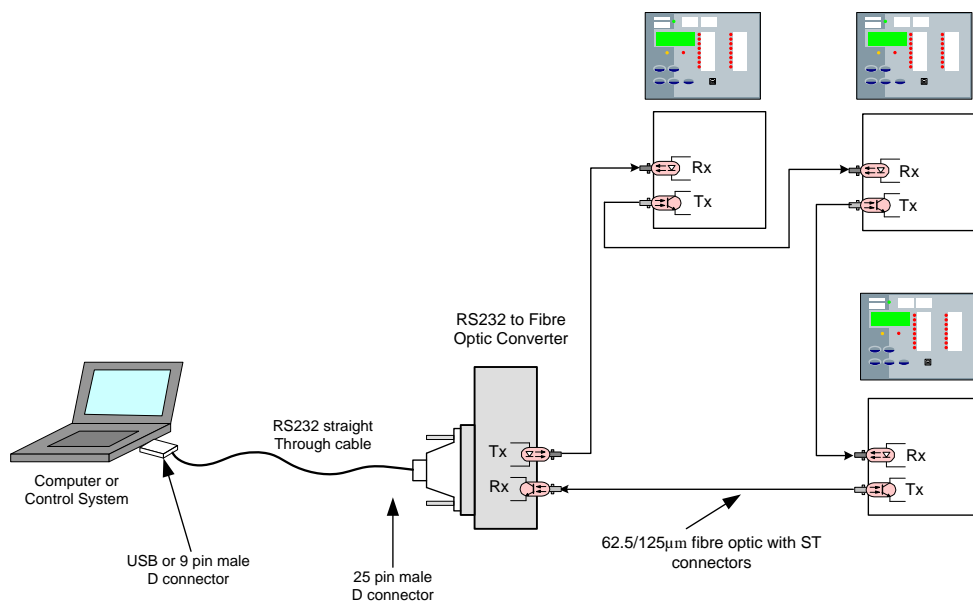 Rx
Tx
Rx
Tx
RS232 to Fibre
Optic Converter
RS232 straight
Through cable
Computer or
Control System
Tx
Rx
Rx
Tx
62.5/125µm fibre optic with ST
connectors
USB or 9 pin male
D connector
25 pin male
D connector